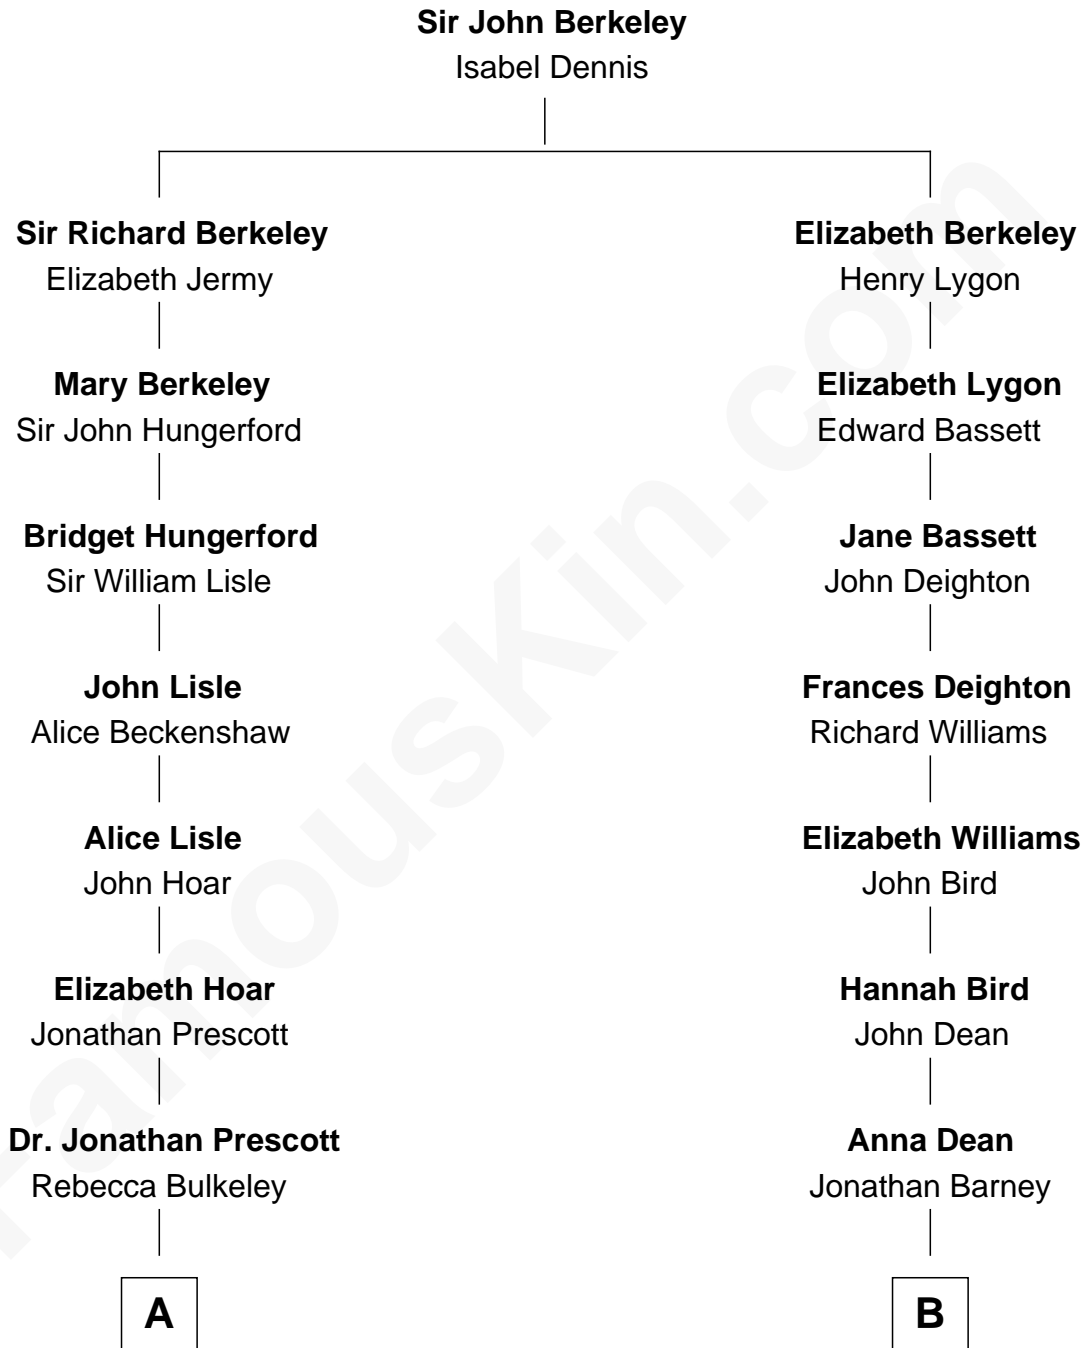 Sir John Berkeley
Isabel Dennis
Sir Richard Berkeley
Elizabeth Jermy
Elizabeth Berkeley
Henry Lygon
Mary Berkeley
Sir John Hungerford
Elizabeth Lygon
Edward Bassett
Bridget Hungerford
Sir William Lisle
Jane Bassett
John Deighton
John Lisle
Alice Beckenshaw
Frances Deighton
Richard Williams
Alice Lisle
John Hoar
Elizabeth Williams
John Bird
Elizabeth Hoar
Jonathan Prescott
Hannah Bird
John Dean
Dr. Jonathan Prescott
Rebecca Bulkeley
Anna Dean
Jonathan Barney
A
B
FamousKin.com